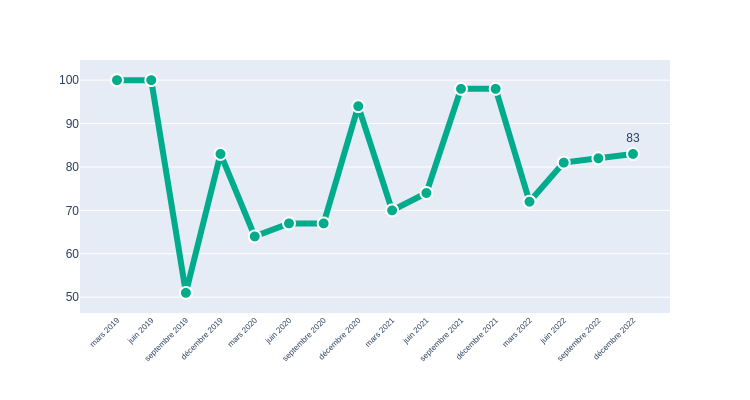 100
90
80
70
60
50
83
mars 2019
juin 2019
septembre 2019
décembre 2019
mars 2020
juin 2020
septembre 2020
décembre 2020
mars 2021
juin 2021
septembre 2021
décembre 2021
mars 2022
juin 2022
septembre 2022
décembre 2022